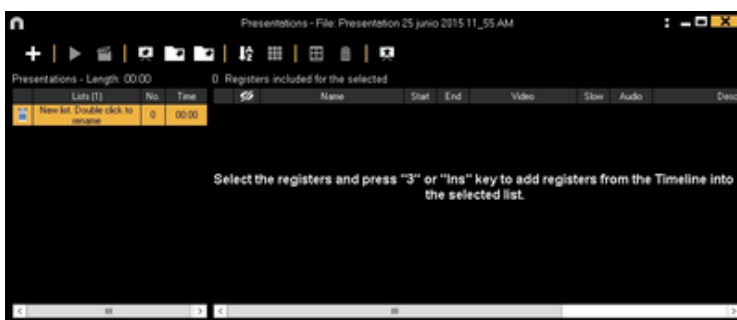 Presentations - File: Presentation 25 junio 2015 11_55 AM
Presentations - Length: 00:00
0 Registers included for the selected
Lists (1) No. Time
Name Start End Video Slow Audio Desc
New list. Double click to
rename
0 00:00
Select the registers and press "3" or "Ins" key to add registers from the Timeline into
the selected list.